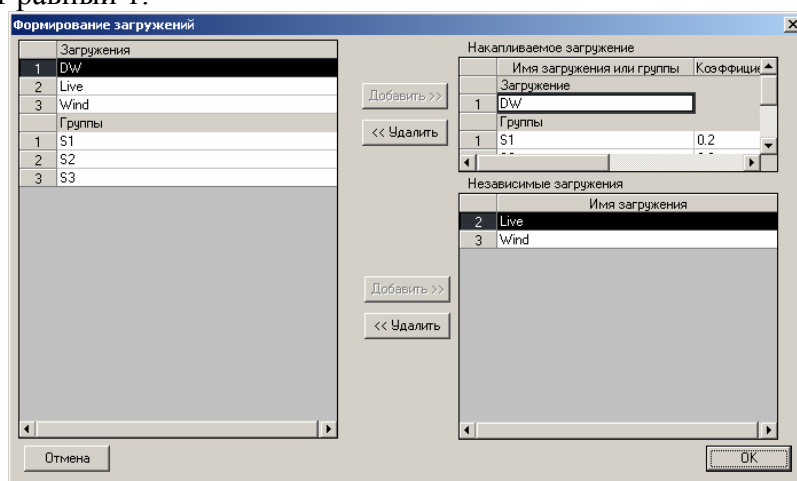 равный 1.
Формирование загружений
Загружения
1 DW
2 Live
3 Wind
Группы
1 S1
2 S2
3 S3
Добавить >>
<< Удалить
Накапливаемое загружение
Имя загружения или группы Коэффицие
Загружение
1 DW
Группы
1 S1 0.2
Независимые загружения
Имя загружения
2 Live
3 Wind
Добавить >>
<< Удалить
Отмена
OK